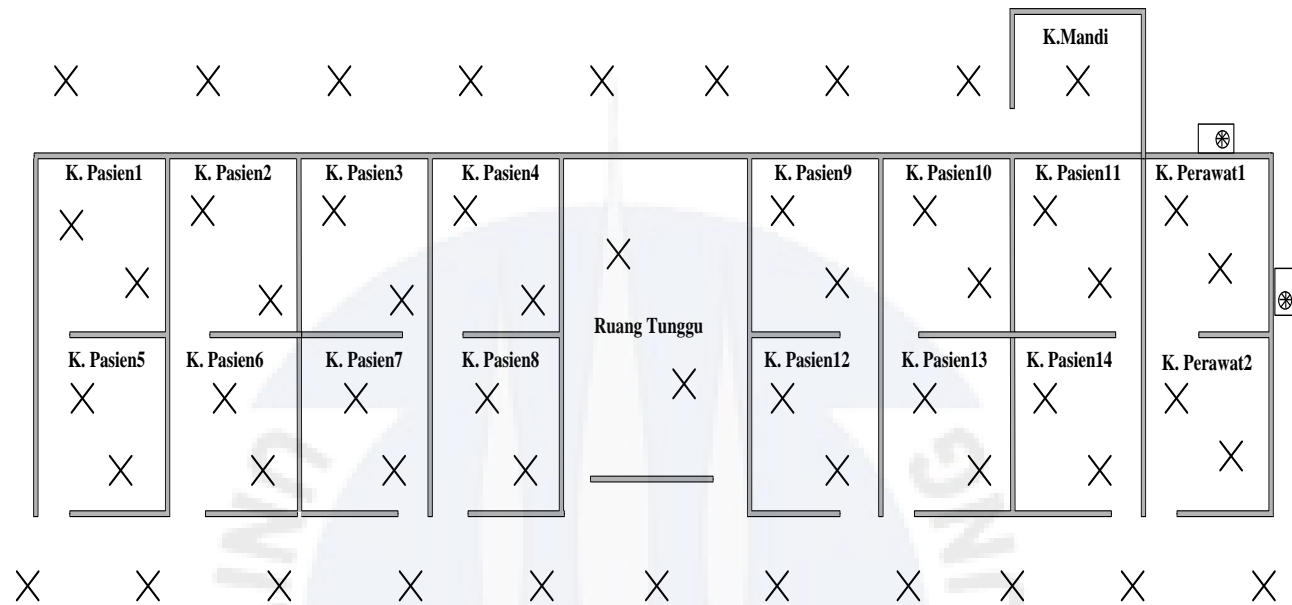 K.Mandi
K. Pasien1
K. Pasien2
K. Pasien3
K. Pasien4
K. Pasien9
K. Pasien10
K. Pasien11
K. Perawat1
Ruang Tunggu
K. Pasien5
K. Pasien6
K. Pasien7
K. Pasien8
K. Pasien12
K. Pasien13
K. Pasien14
K. Perawat2